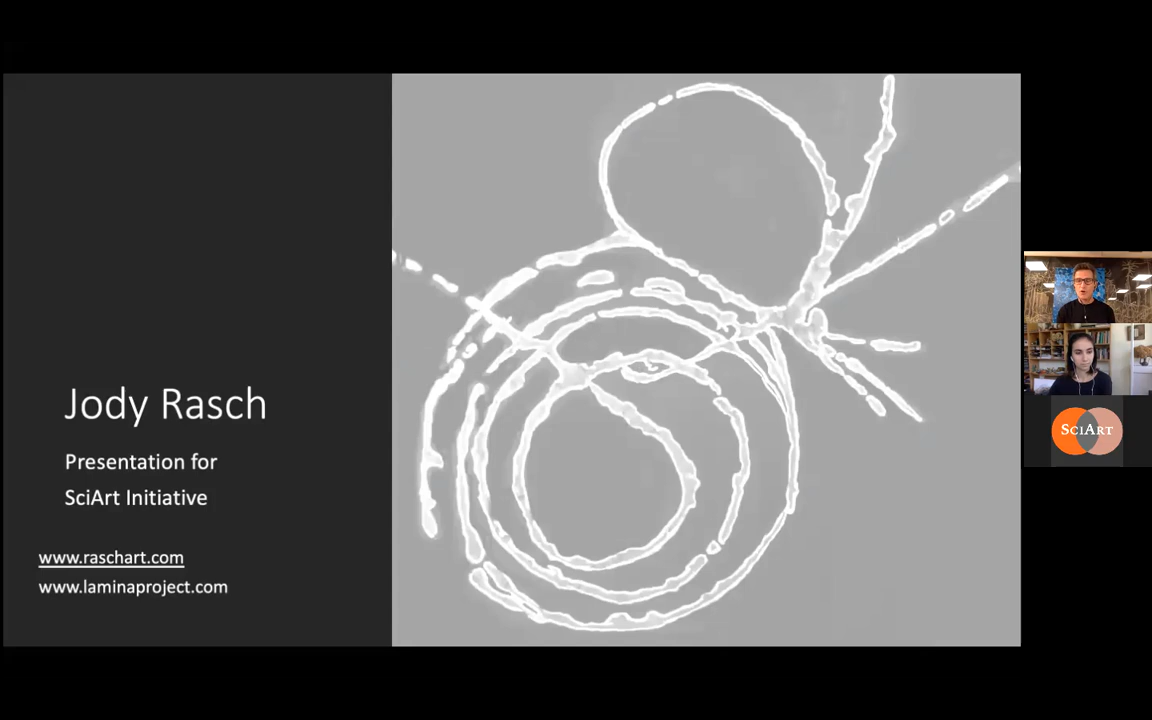 Jody Rasch
Presentation for
SciArt Initiative
www.raschart.com
www.laminaproject.com
SCIART